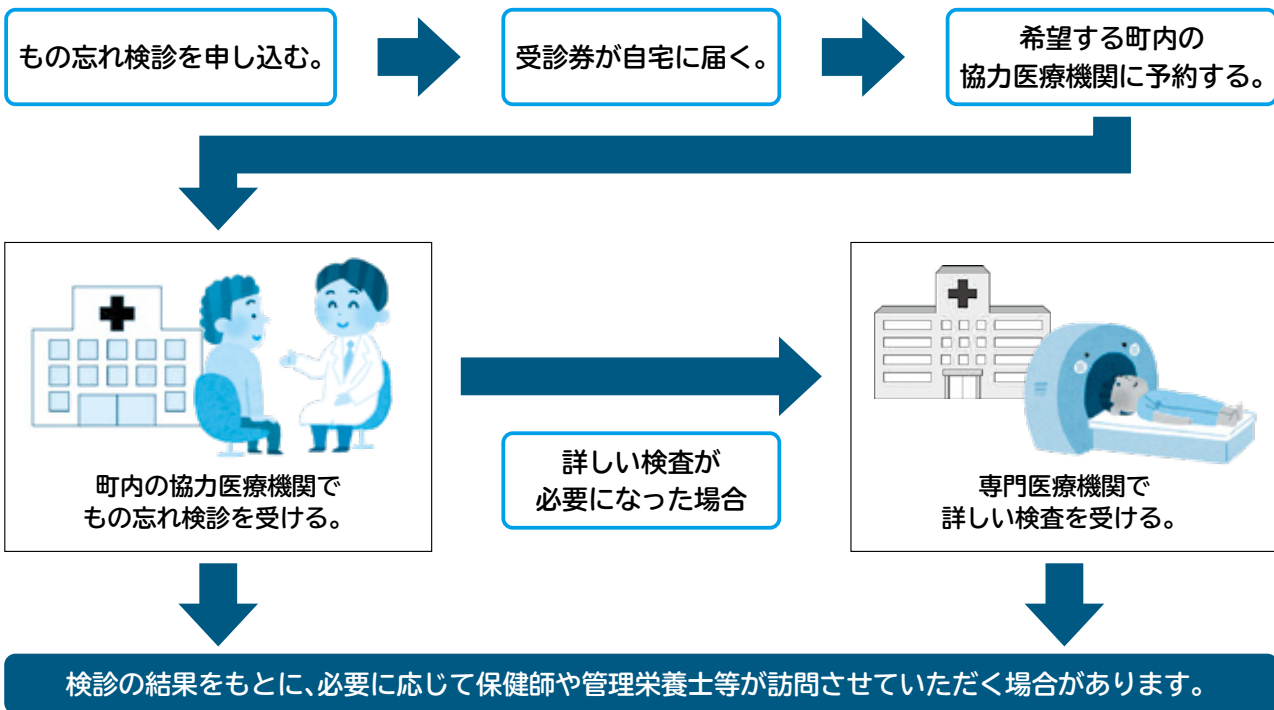 もの忘れ検診を申し込む。
受診券が自宅に届く。
希望する町内の
協力医療機関に予約する。
町内の協力医療機関で
もの忘れ検診を受ける。
詳しい検査が
必要になった場合
専門医療機関で
詳しい検査を受ける。
検診の結果をもとに、必要に応じて保健師や管理栄養士等が訪問させていただく場合があります。